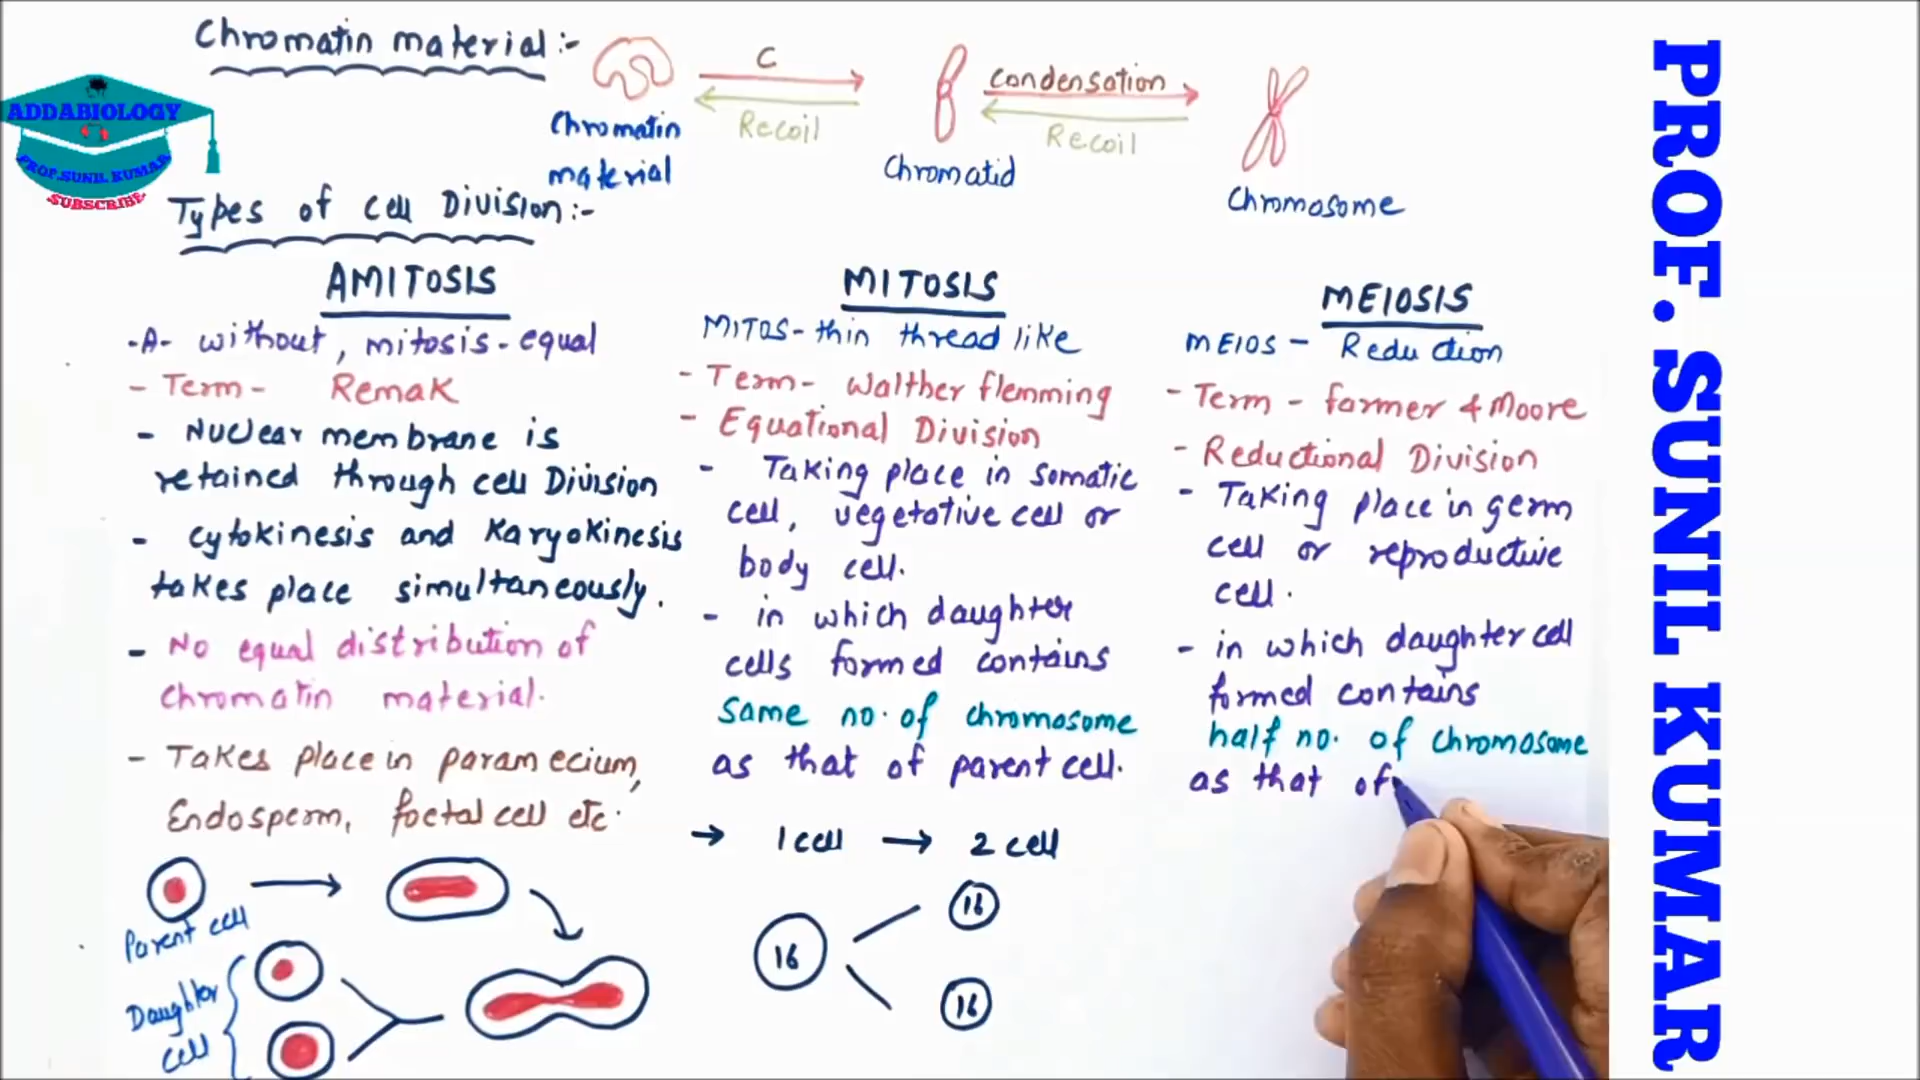 Chromatin material:-
C
condensation
Recoil
Recoil
Chromatin
material
Chromatid
Chromosome
ADDABIOLOGY
PROF.SUNIL KUMAR
SUBSCRIBE
Types of cell Division:-
AMITOSIS
-A- without, mitosis-equal
- Term- Remak
- Nuclear membrane is
retained through cell Division
- cytokinesis and Karyokinesis
takes place simultaneously.
- No equal distribution of
chromatin material.
- Takes place in paramecium,
Endosperm, foetal cell etc.
Parent cell
Daughter
cell
MITOSIS
MITOS-thin thread like
- Term- Walther flemming
- Equational Division
- Taking place in somatic
cell, vegetative cell or
body cell.
- in which daughter
cells formed contains
same no. of chromosome
as that of parent cell.
→ 1 cell → 2 cell
16
16
16
MEIOSIS
MEIOS - Reduction
- Term - farmer & Moore
- Reductional Division
- Taking place in germ
cell or reproductive
cell.
- in which daughter cell
formed contains
half no. of chromosome
as that of
PROF. SUNIL KUMAR